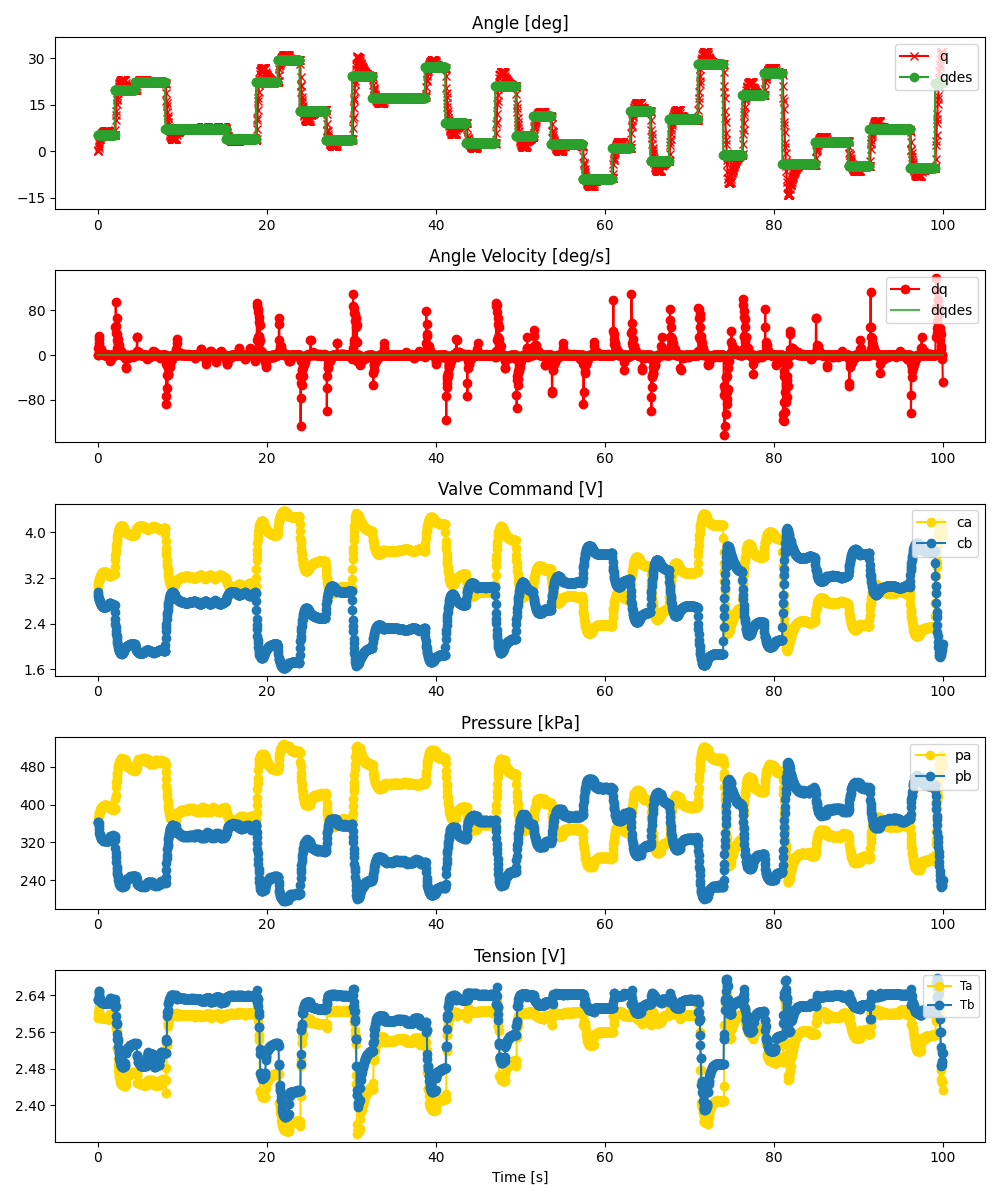 Angle [deg]
30
15
0
−15
q
qdes
0 20 40 60 80 100
Angle Velocity [deg/s]
80
0
−80
dq
dqdes
0 20 40 60 80 100
Valve Command [V]
4.0
3.2
2.4
1.6
ca
cb
0 20 40 60 80 100
Pressure [kPa]
480
400
320
240
pa
pb
0 20 40 60 80 100
Tension [V]
2.64
2.56
2.48
2.40
Ta
Tb
0 20 40 60 80 100
Time [s]